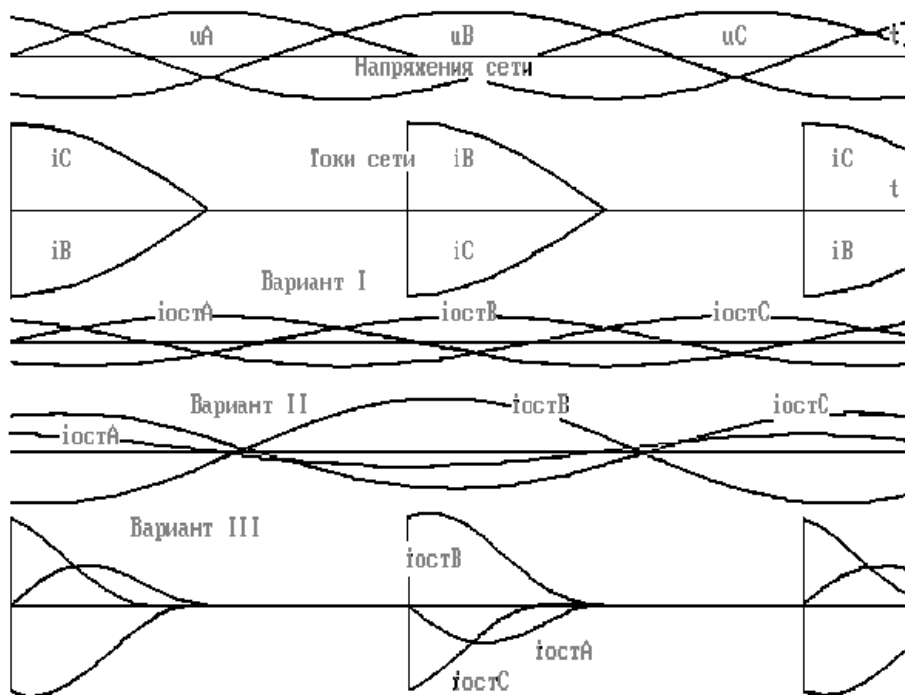 uA uB uC t
Напряжения сети
iC Токи сети iB iC
t
iB iC iB
Вариант I
iостA iостB iостC
Вариант II iостB iостC
iостA
Вариант III
iостB
iостA
iостC